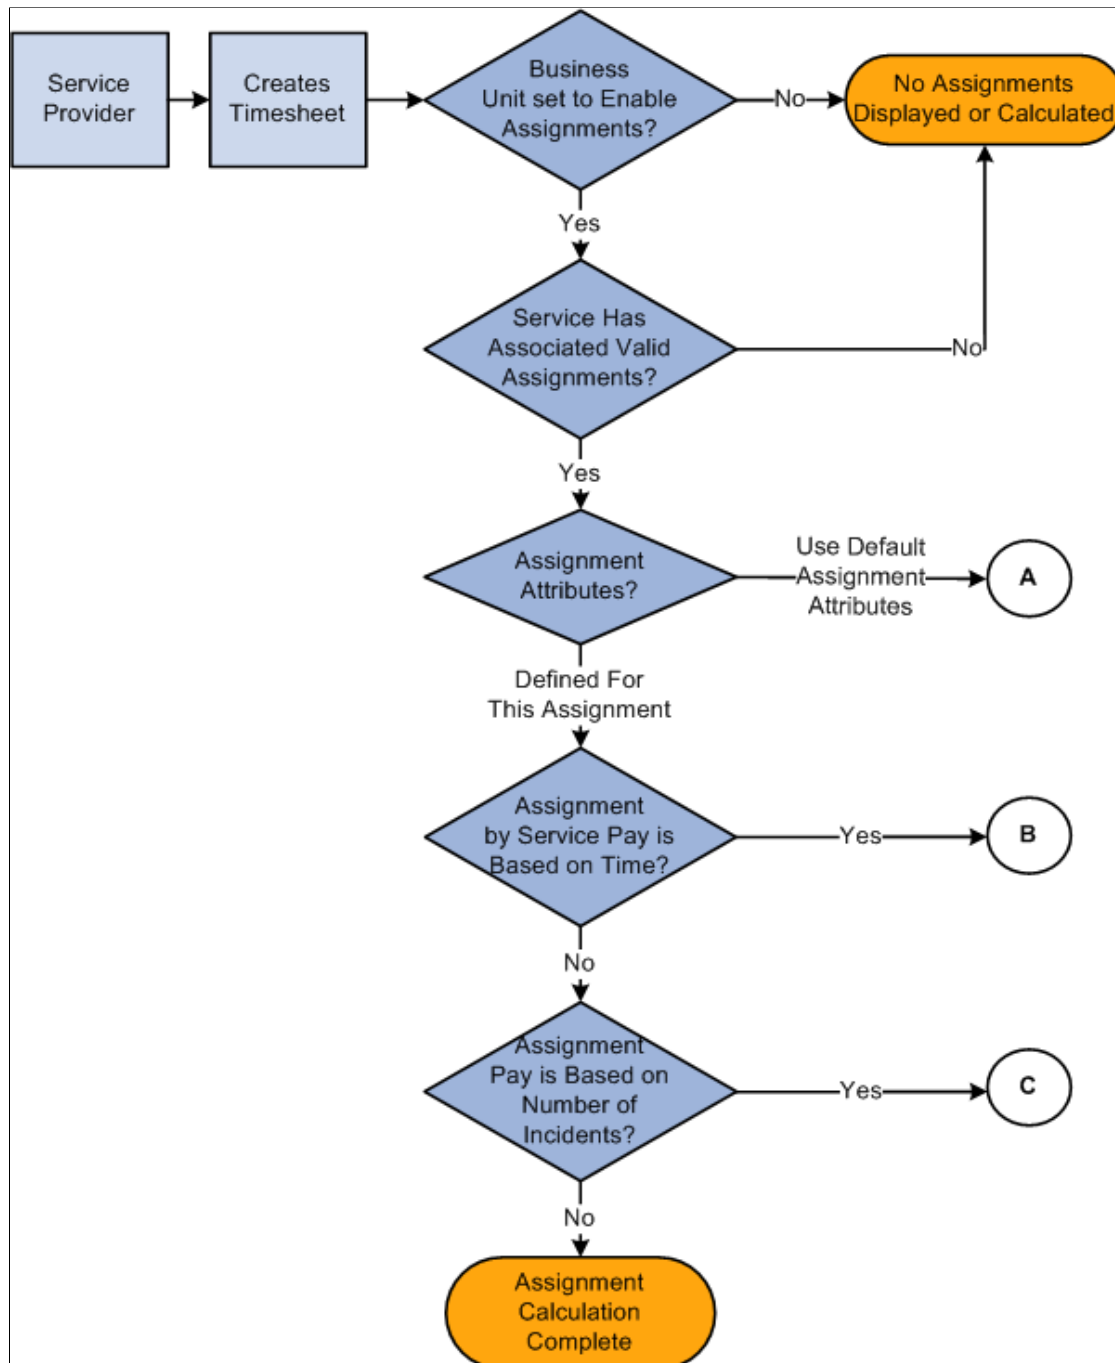 Service
Provider
Creates
Timesheet
Business
Unit set to Enable
Assignments?
No
No Assignments
Displayed or Calculated
Yes
Service Has
Associated Valid
Assignments?
No
Yes
Assignment
Attributes?
Use Default
Assignment
Attributes
A
Defined For
This Assignment
Assignment
by Service Pay is
Based on Time?
Yes
B
No
Assignment
Pay is Based on
Number of
Incidents?
Yes
C
No
Assignment
Calculation
Complete